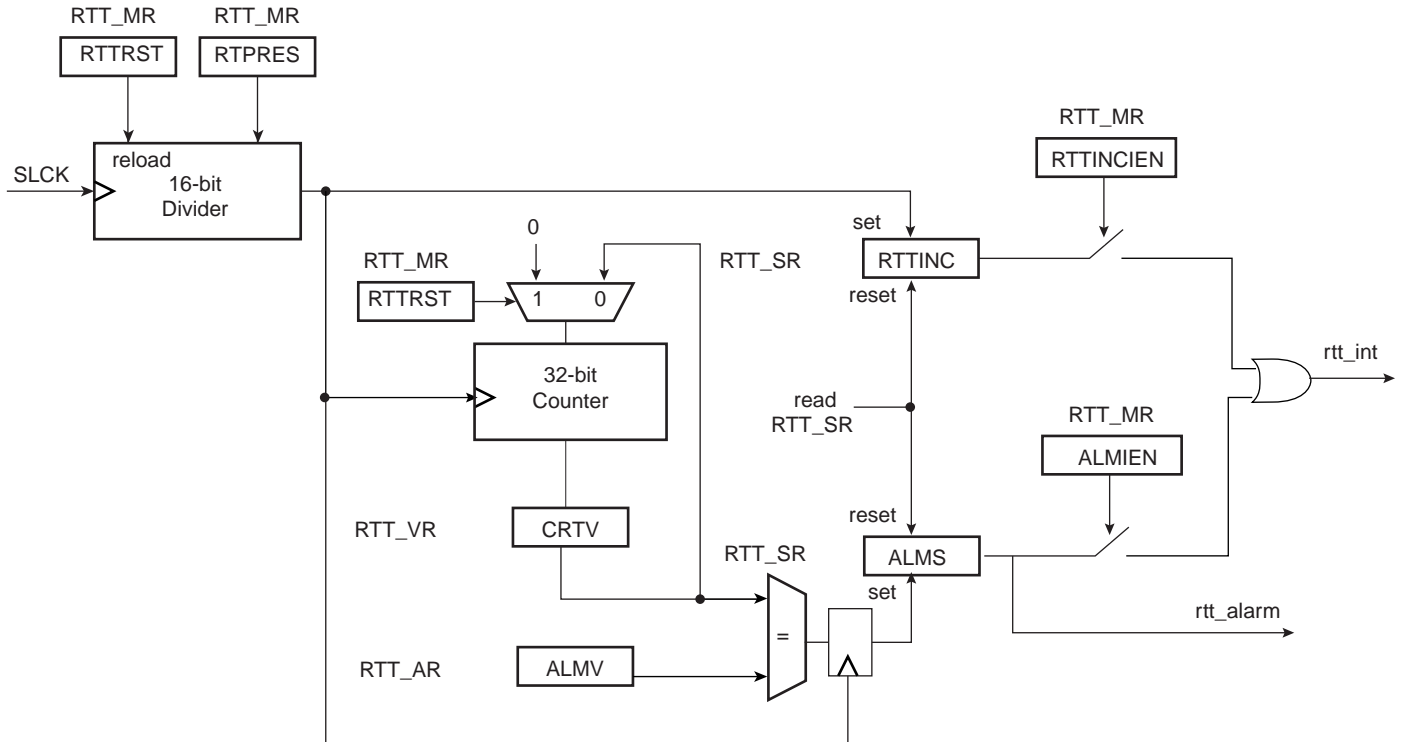 RTT_MR
RTT_MR
RTTRST
RTPRES
reload
16-bit
Divider
SLCK
RTT_MR
RTTINCIEN
0
set
RTT_MR
RTT_SR
RTTINC
RTTRST
1
0
reset
32-bit
Counter
rtt_int
read
RTT_SR
RTT_MR
ALMIEN
reset
RTT_VR
CRTV
RTT_SR
ALMS
set
rtt_alarm
=
RTT_AR
ALMV